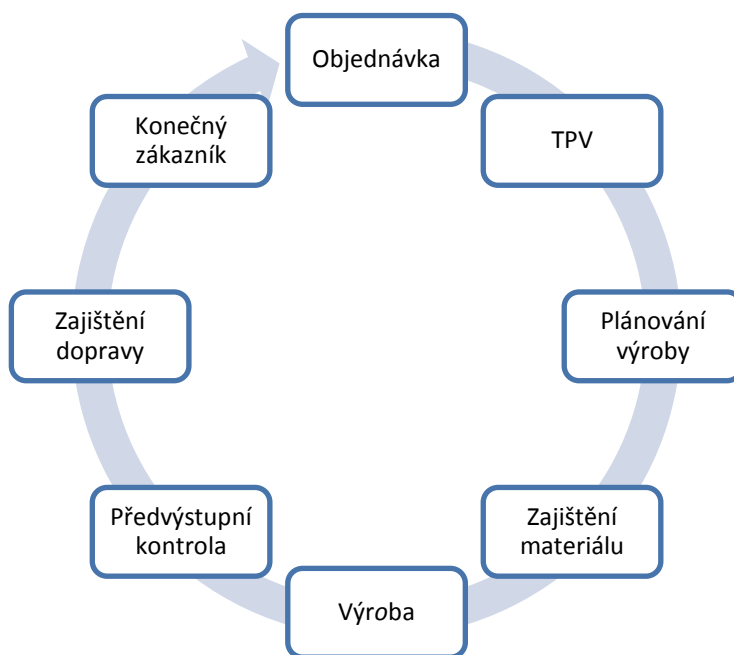 Objednávka
TPV
Plánování
výroby
Zajištění
materiálu
Výroba
Předvýstupní
kontrola
Zajištění
dopravy
Konečný
zákazník